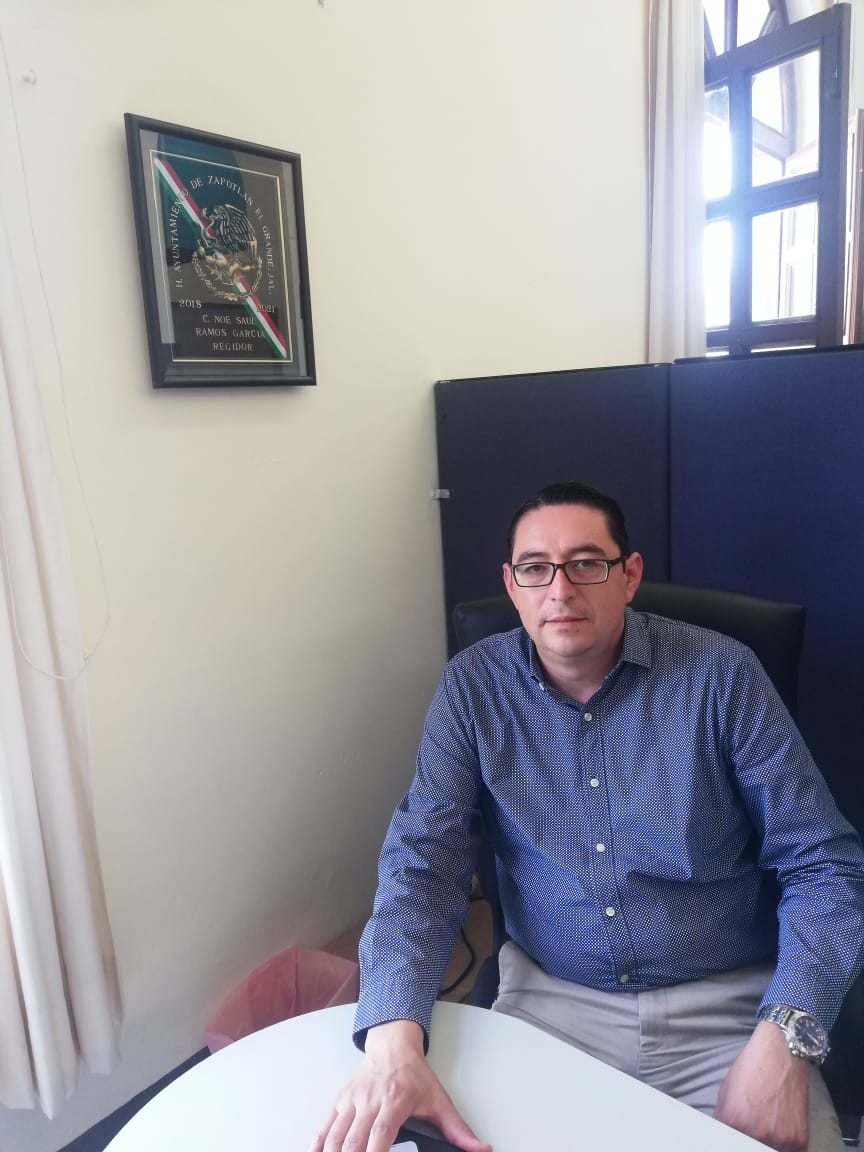 H. AYUNTAMIENTO DE ZAPOTLAN EL GRANDE, JAL.
2018 2021
C. NOE SAUL
RAMOS GARCIA
REGIDOR